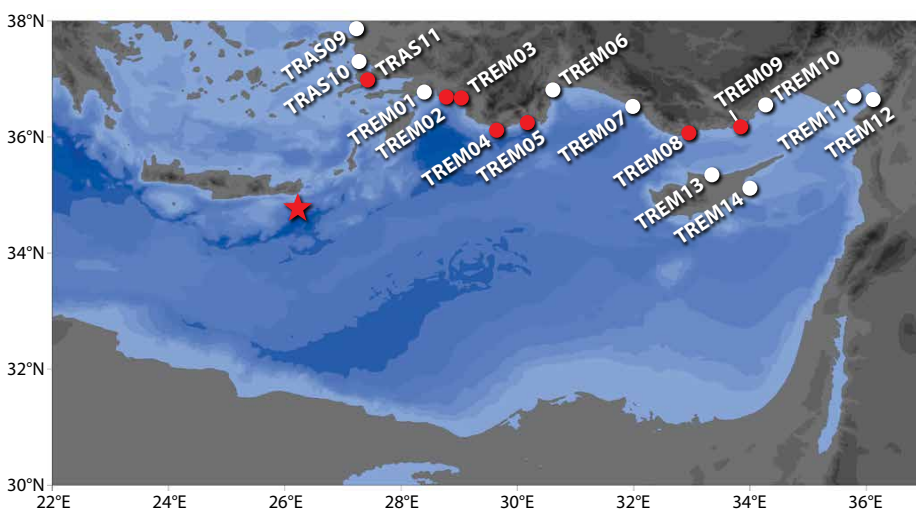 38°N
36°N
34°N
32°N
30°N
22°E
24°E
26°E
28°E
30°E
32°E
34°E
36°E
TRAS09
TRAS10
TRAS11
TREM01
TREM02
TREM03
TREM04
TREM05
TREM06
TREM07
TREM08
TREM09
TREM10
TREM11
TREM12
TREM13
TREM14